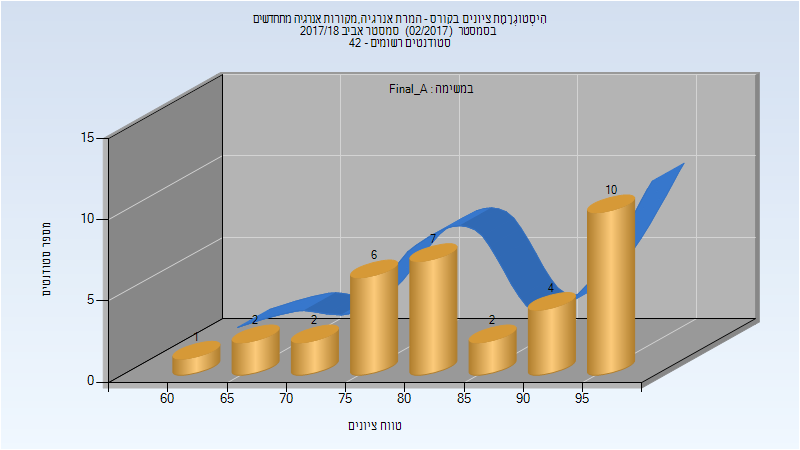 היסטוגרמת ציונים בקורס - המרת אנרגיה,מקורות אנרגיה מתחדשים
בסמסטר (02/2017) סמסטר אביב 2017/18
סטודנטים רשומים - 42
במשימה : Final_A
מספר סטודנטים
15
10
5
0
1
2
2
6
7
2
4
10
60 65 70 75 80 85 90 95
טווח ציונים